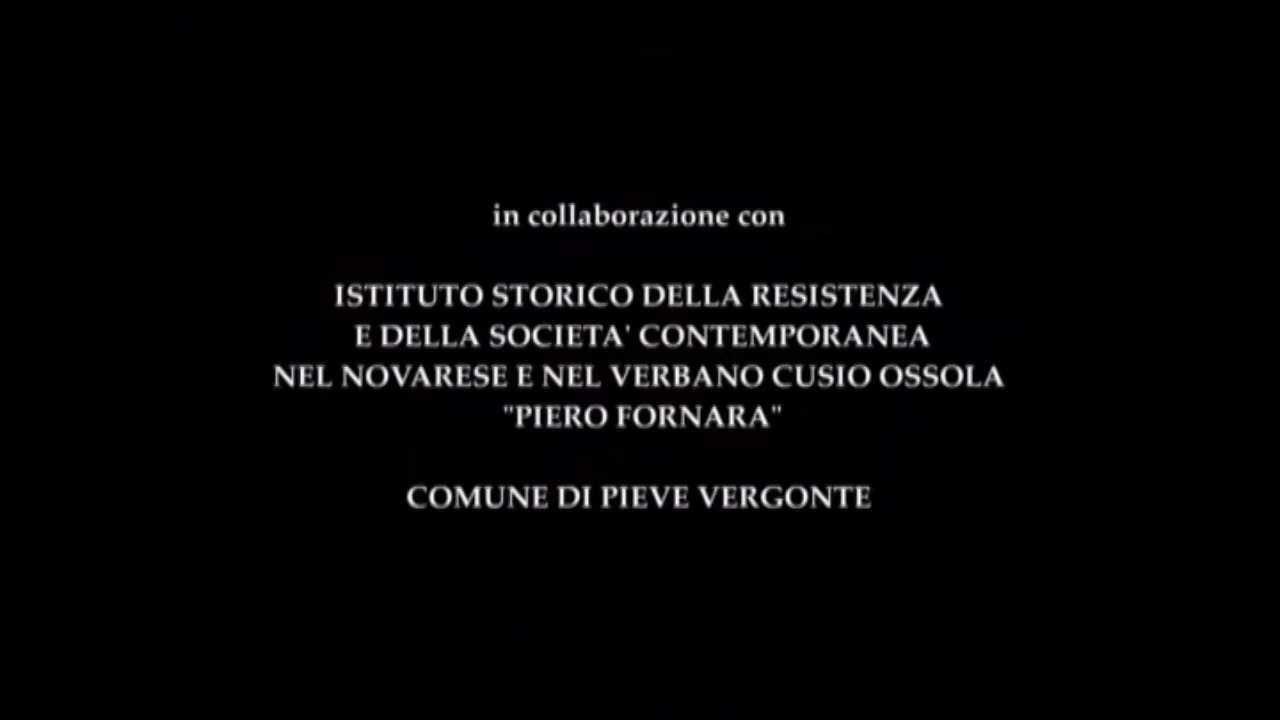 in collaborazione con
ISTITUTO STORICO DELLA RESISTENZA
E DELLA SOCIETA' CONTEMPORANEA
NEL NOVARESE E NEL VERBANO CUSIO OSSOLA
"PIERO FORNARA"
COMUNE DI PIEVE VERGONTE